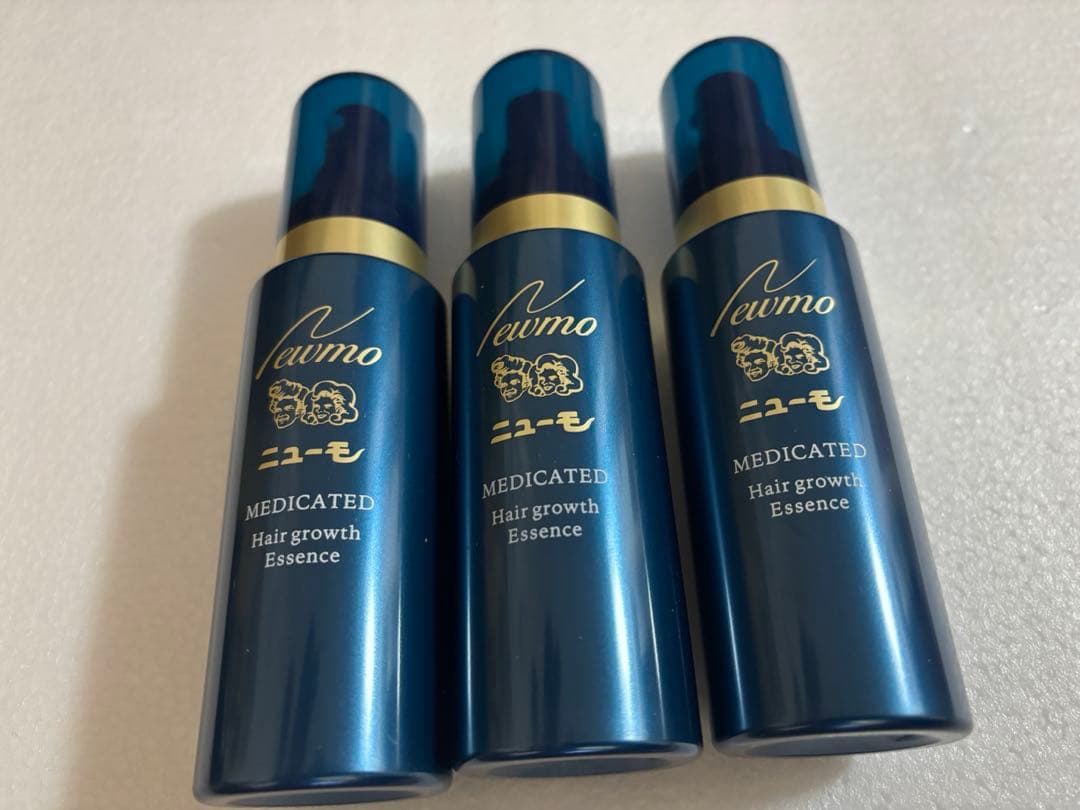 Newmo
ニューモ
MEDICATED
Hair growth
Essence
Newmo
ニューモ
MEDICATED
Hair growth
Essence
Newmo
ニューモ
MEDICATED
Hair growth
Essence